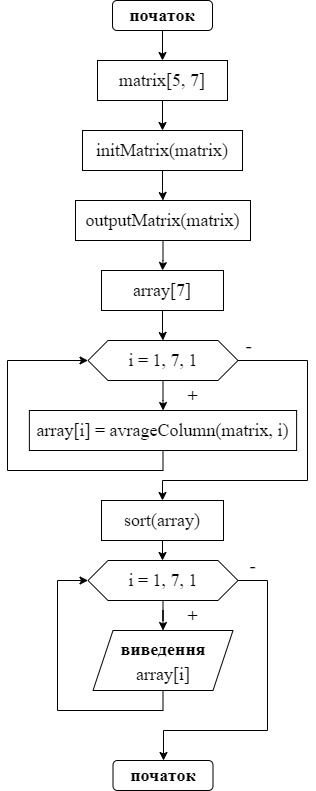 початок
matrix[5, 7]
initMatrix(matrix)
outputMatrix(matrix)
array[7]
i = 1, 7, 1
-
+
array[i] = avrageColumn(matrix, i)
sort(array)
i = 1, 7, 1
-
+
виведення
array[i]
початок